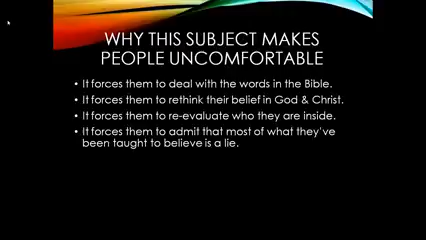 WHY THIS SUBJECT MAKES
PEOPLE UNCOMFORTABLE
• It forces them to deal with the words in the Bible.
• It forces them to rethink their belief in God & Christ.
• It forces them to re-evaluate who they are inside.
• It forces them to admit that most of what they've
been taught to believe is a lie.